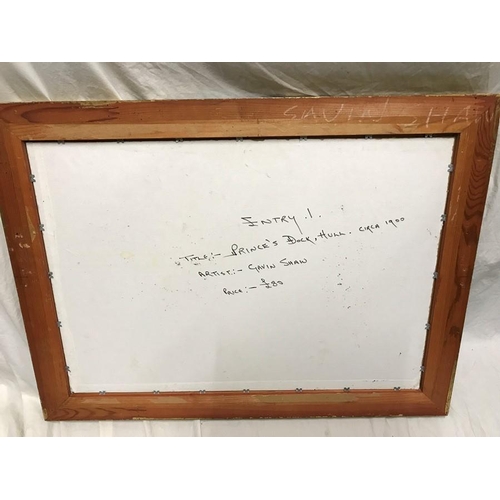 GAVIN SHAW
ENTRY. 1.
TITLE:- PRINCE'S DOCK, HULL. CIRCA 1900
ARTIST:- GAVIN SHAW
PRICE:- £85